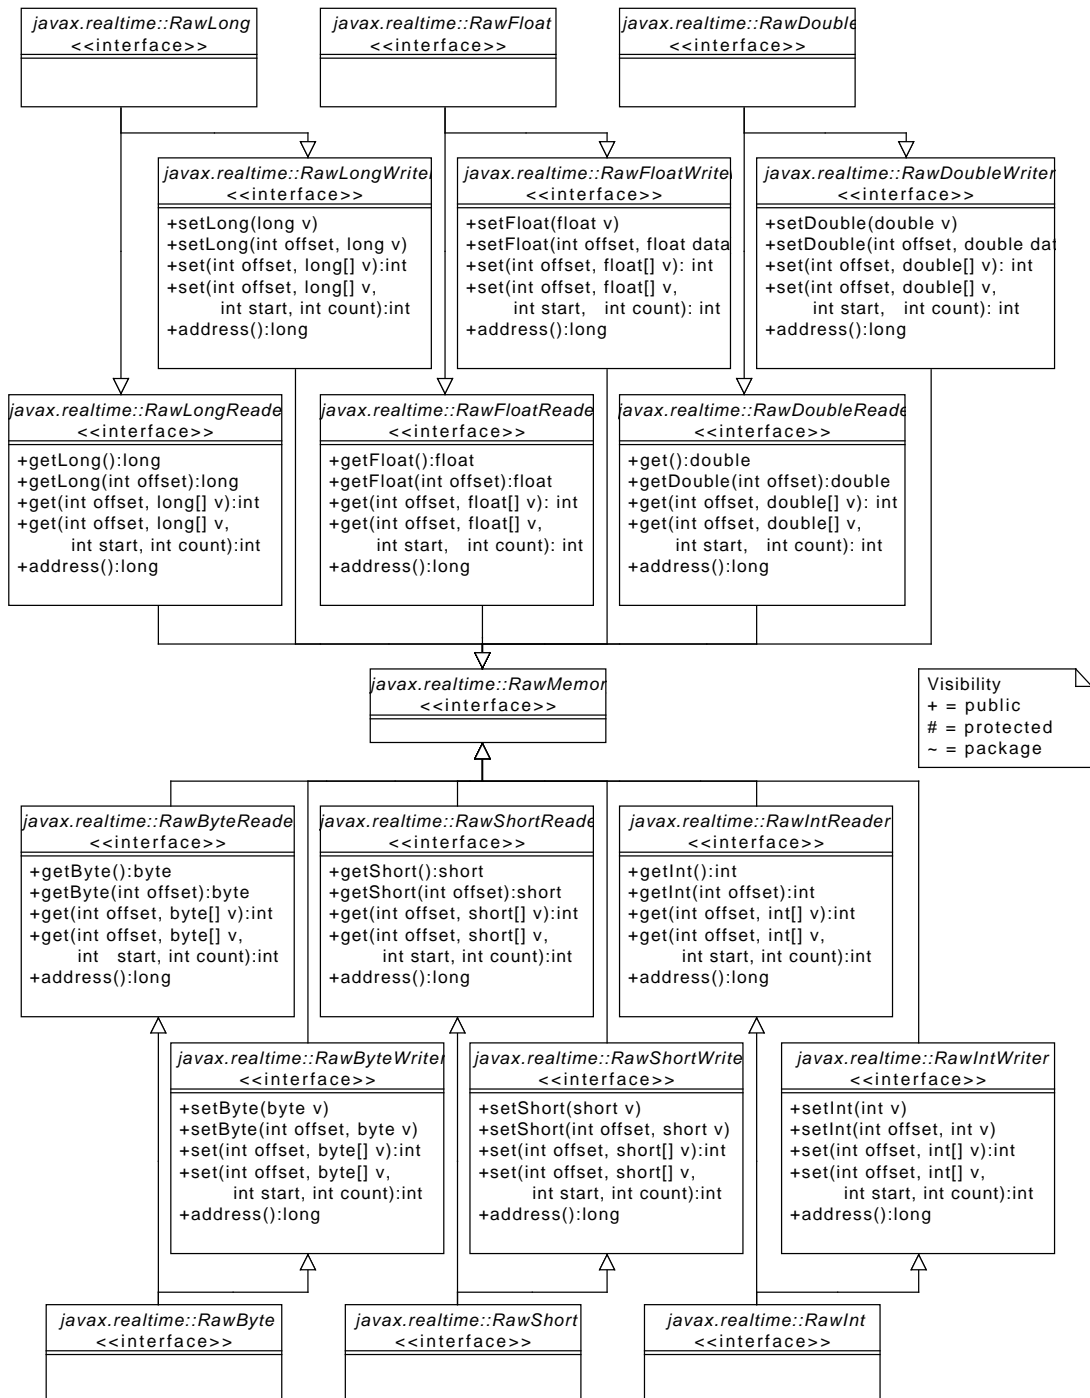 javax.realtime::RawLong
<<interface>>
javax.realtime::RawFloat
<<interface>>
javax.realtime::RawDouble
<<interface>>
javax.realtime::RawLongWriter
<<interface>>
+setLong(long v)
+setLong(int offset, long v)
+set(int offset, long[] v):int
+set(int offset, long[] v,
int start, int count):int
+address():long
javax.realtime::RawFloatWriter
<<interface>>
+setFloat(float v)
+setFloat(int offset, float data
+set(int offset, float[] v): int
+set(int offset, float[] v,
int start, int count): int
+address():long
javax.realtime::RawDoubleWriter
<<interface>>
+setDouble(double v)
+setDouble(int offset, double dat
+set(int offset, double[] v): int
+set(int offset, double[] v,
int start, int count): int
+address():long
javax.realtime::RawLongReade
<<interface>>
+getLong():long
+getLong(int offset):long
+get(int offset, long[] v):int
+get(int offset, long[] v,
int start, int count):int
+address():long
javax.realtime::RawFloatReade
<<interface>>
+getFloat():float
+getFloat(int offset):float
+get(int offset, float[] v): int
+get(int offset, float[] v,
int start, int count): int
+address():long
javax.realtime::RawDoubleReade
<<interface>>
+get():double
+getDouble(int offset):double
+get(int offset, double[] v): int
+get(int offset, double[] v,
int start, int count): int
+address():long
javax.realtime::RawMemor
<<interface>>
Visibility
+ = public
# = protected
~ = package
javax.realtime::RawByteReade
<<interface>>
+getByte():byte
+getByte(int offset):byte
+get(int offset, byte[] v):int
+get(int offset, byte[] v,
int start, int count):int
+address():long
javax.realtime::RawShortReade
<<interface>>
+getShort():short
+getShort(int offset):short
+get(int offset, short[] v):int
+get(int offset, short[] v,
int start, int count):int
+address():long
javax.realtime::RawIntReader
<<interface>>
+getInt():int
+getInt(int offset):int
+get(int offset, int[] v):int
+get(int offset, int[] v,
int start, int count):int
+address():long
javax.realtime::RawByteWriter
<<interface>>
+setByte(byte v)
+setByte(int offset, byte v)
+set(int offset, byte[] v):int
+set(int offset, byte[] v,
int start, int count):int
+address():long
javax.realtime::RawShortWrite
<<interface>>
+setShort(short v)
+setShort(int offset, short v)
+set(int offset, short[] v):int
+set(int offset, short[] v,
int start, int count):int
+address():long
javax.realtime::RawIntWriter
<<interface>>
+setInt(int v)
+setInt(int offset, int v)
+set(int offset, int[] v):int
+set(int offset, int[] v,
int start, int count):int
+address():long
javax.realtime::RawByte
<<interface>>
javax.realtime::RawShort
<<interface>>
javax.realtime::RawInt
<<interface>>